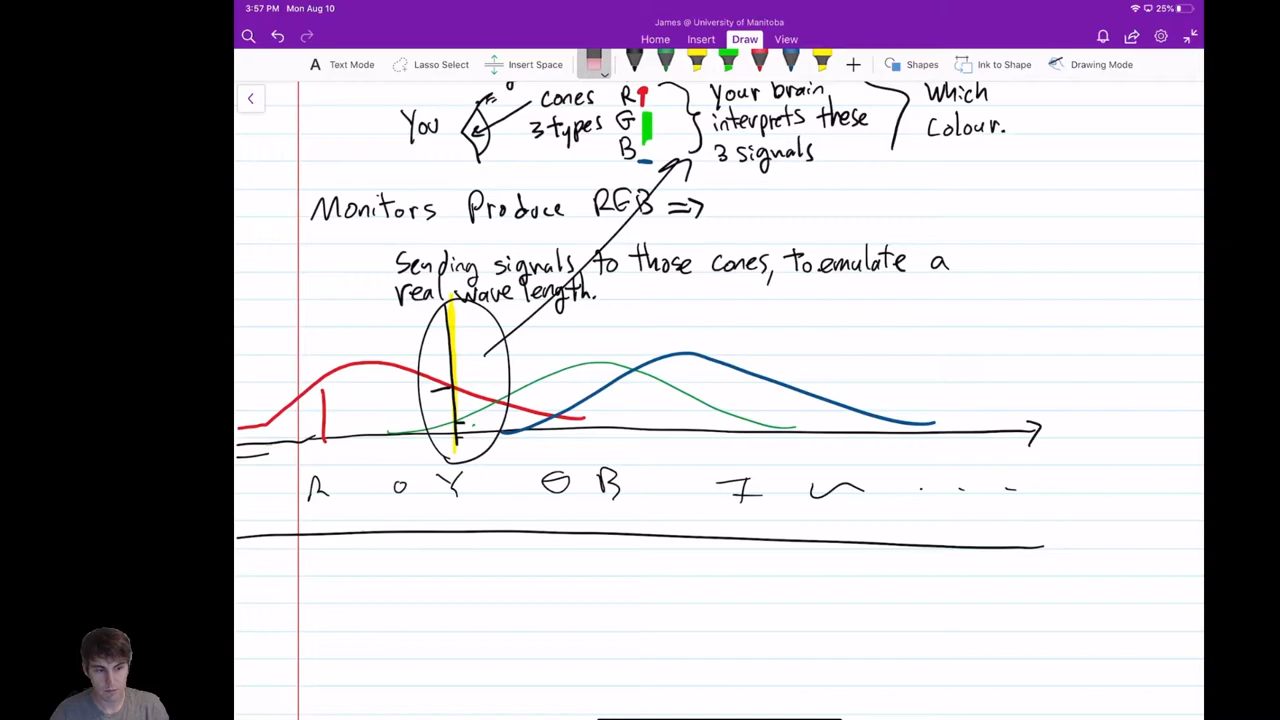 3:57 PM Mon Aug 10
25%
James @ University of Manitoba
Home Insert Draw View
Text Mode Lasso Select Insert Space Shapes Ink to Shape Drawing Mode
You cones R Your brain Which
3 types G interprets these Colour.
B 3 signals
Monitors Produce RGB =>
Sending signals to those cones, to emulate a
real wave length.
R O Y G B I V . . .